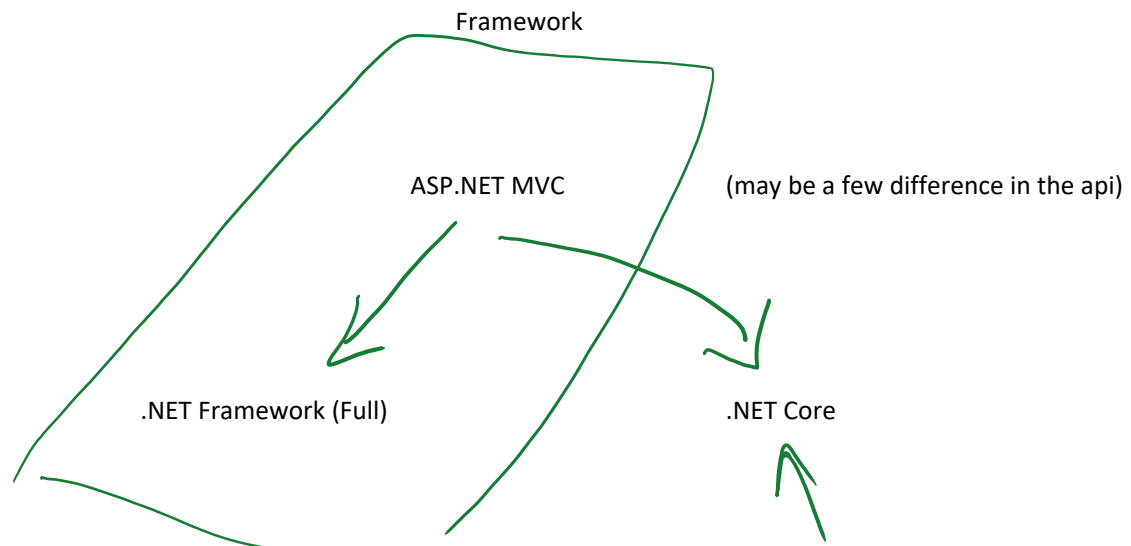 Framework
ASP.NET MVC (may be a few difference in the api)
.NET Framework (Full) .NET Core